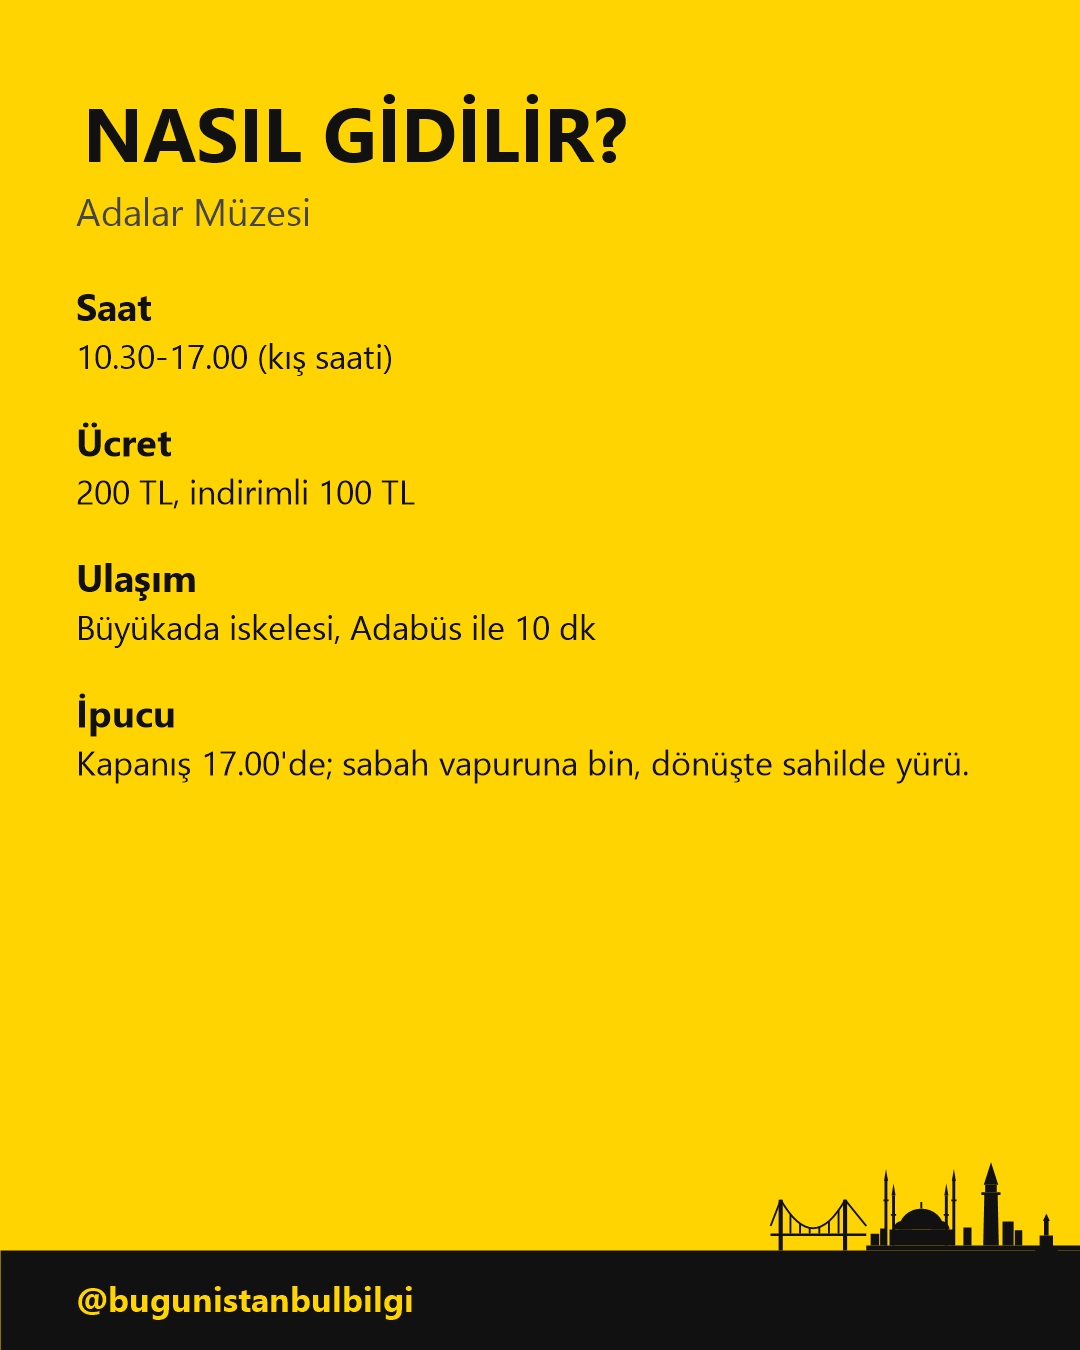 NASIL GİDİLİR?
Adalar Müzesi
Saat
10.30-17.00 (kış saati)
Ücret
200 TL, indirimli 100 TL
Ulaşım
Büyükada iskelesi, Adabüs ile 10 dk
İpucu
Kapanış 17.00'de; sabah vapuruna bin, dönüşte sahilde yürü.
@bugunistanbulbilgi